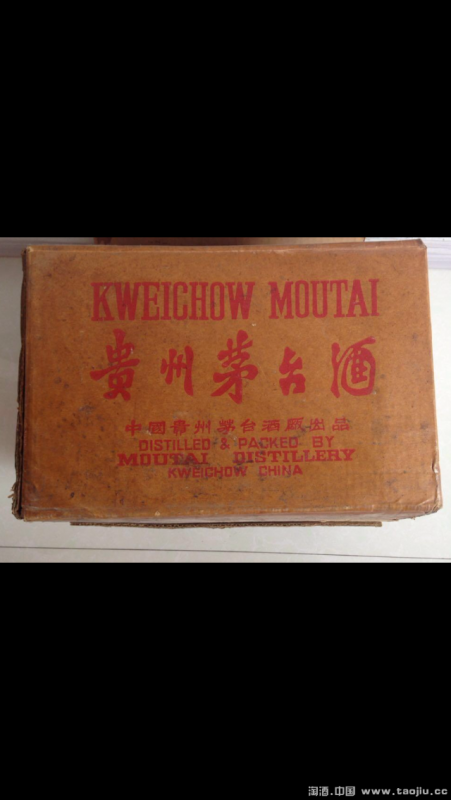 KWEICHOW MOUTAI
貴州茅台酒
中國貴州茅台酒廠出品
DISTILLED & PACKED BY
MOUTAI DISTILLERY
KWEICHOW CHINA
淘酒.中国 www.taojiu.cc